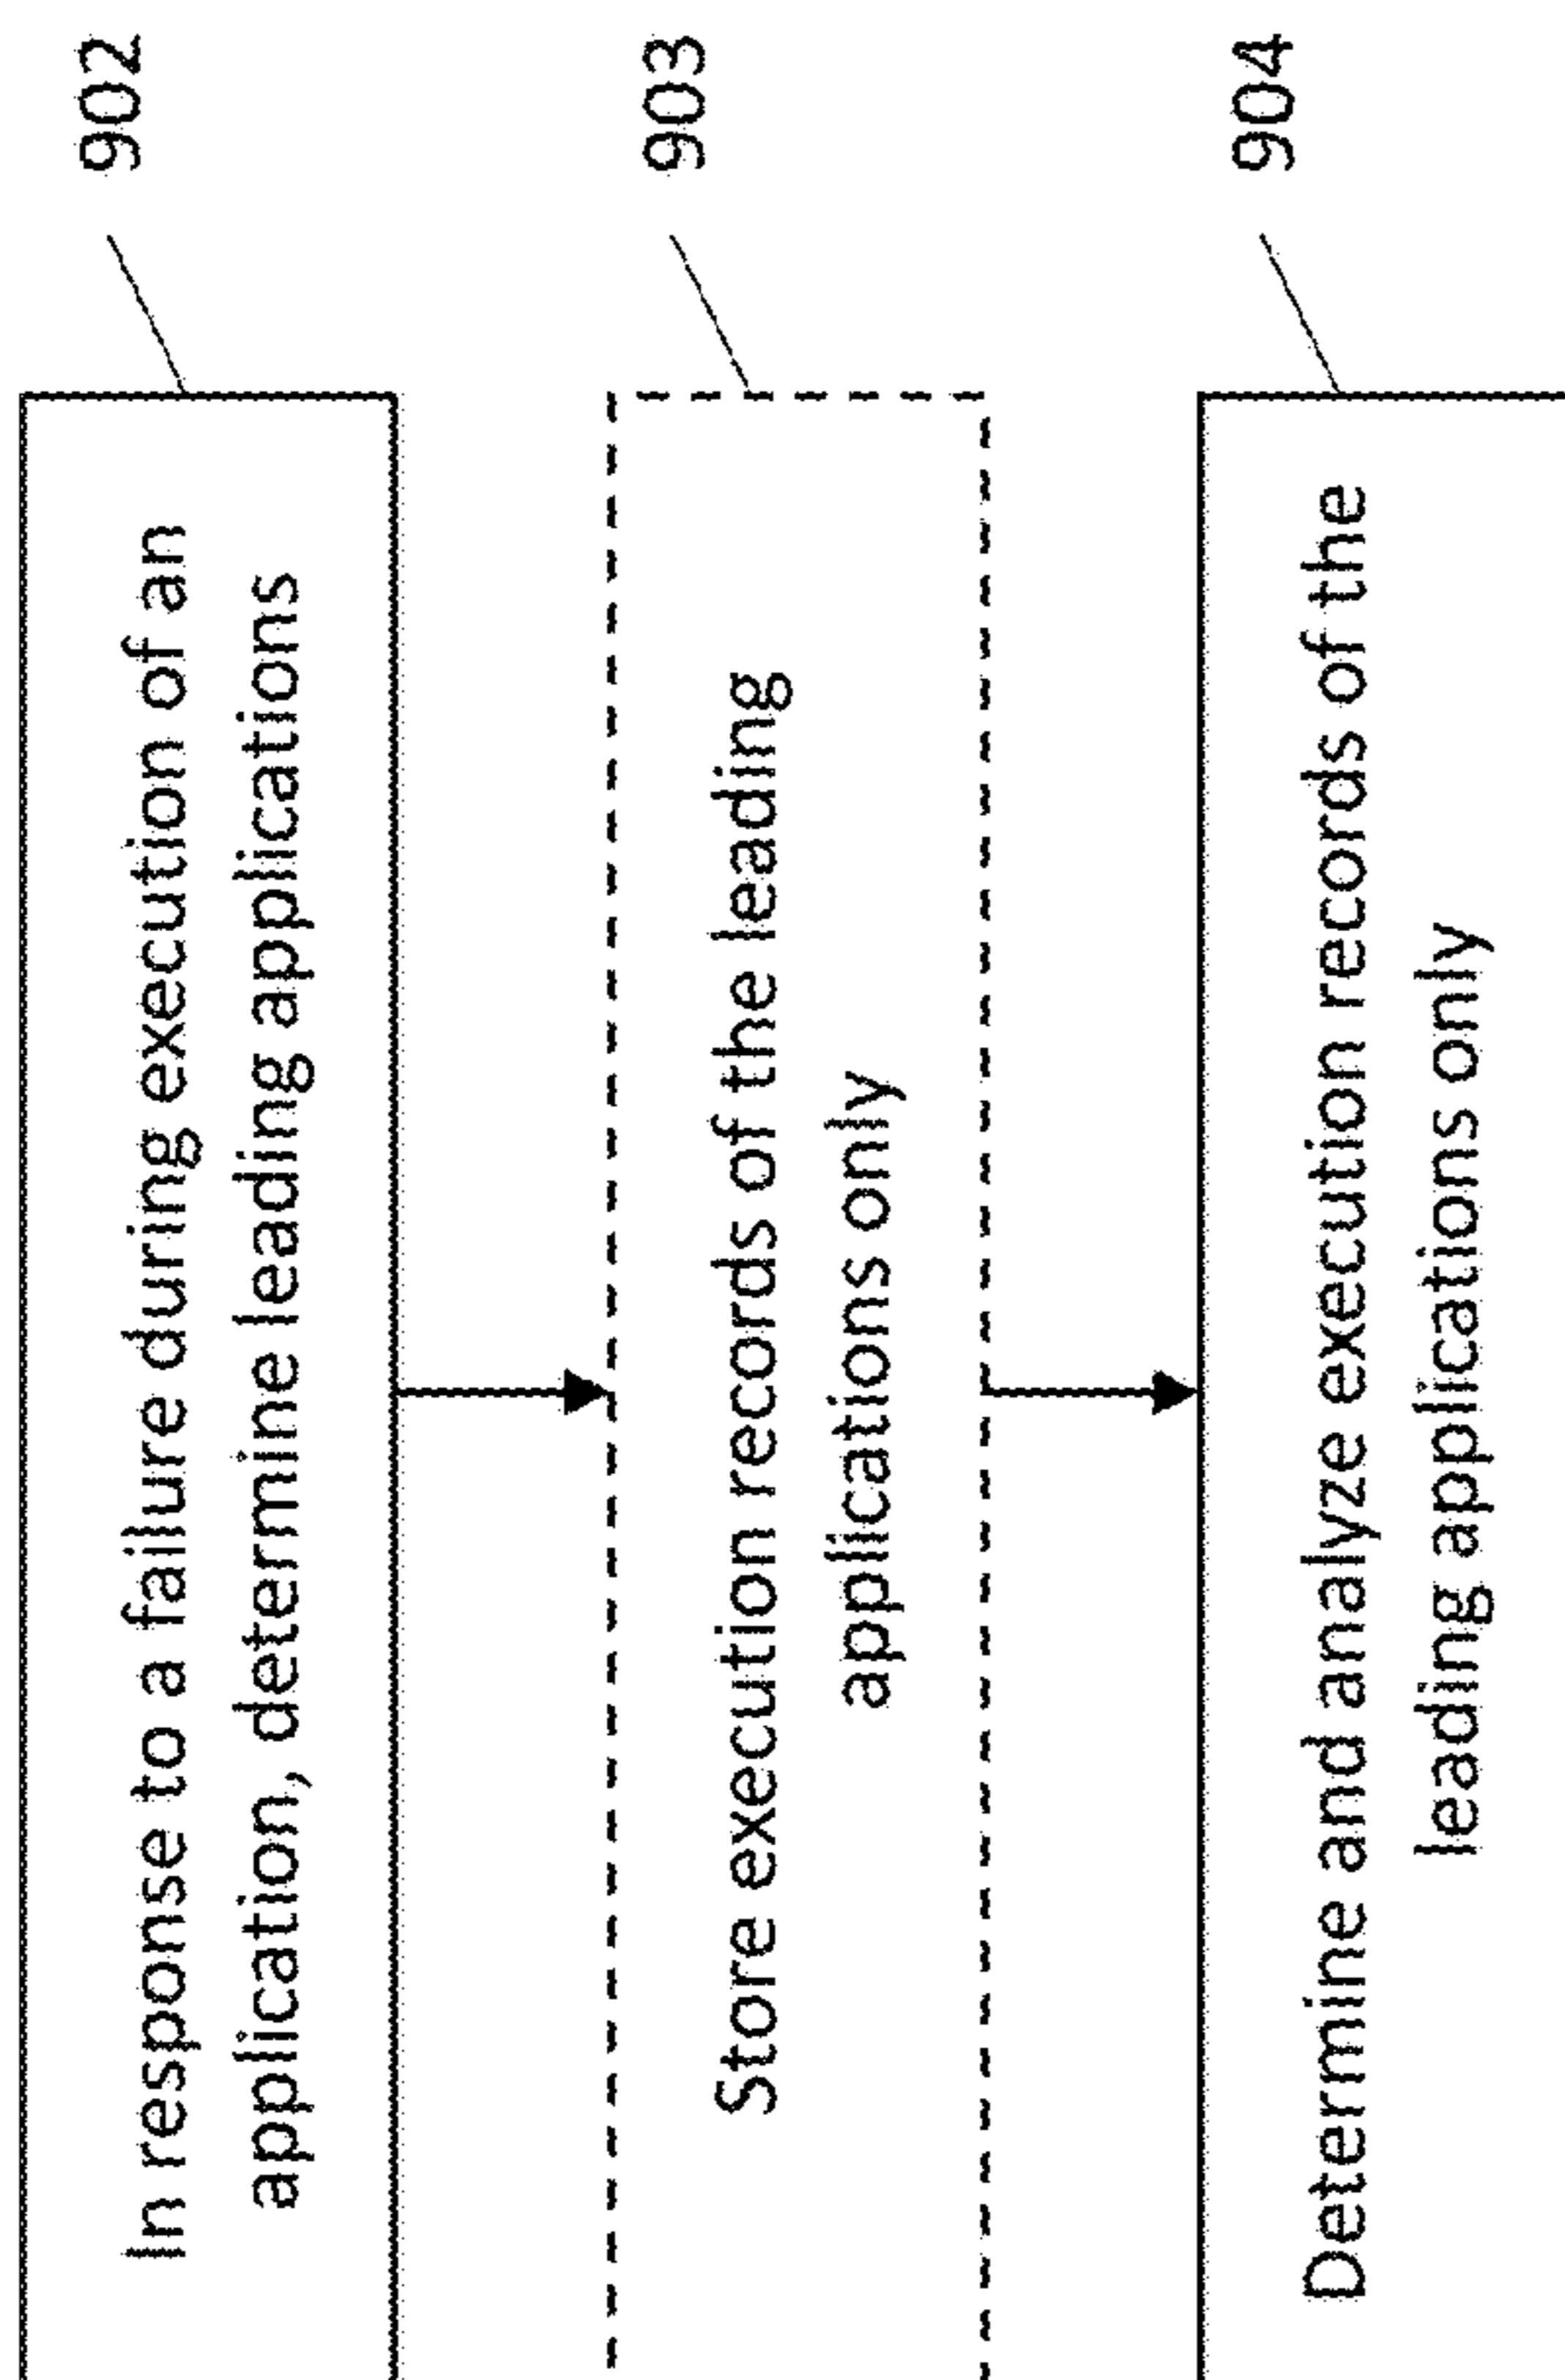 In response to a failure during execution of an
application, determine leading applications
902
Store execution records of the leading
applications only
903
Determine and analyze execution records of the
leading applications only
904